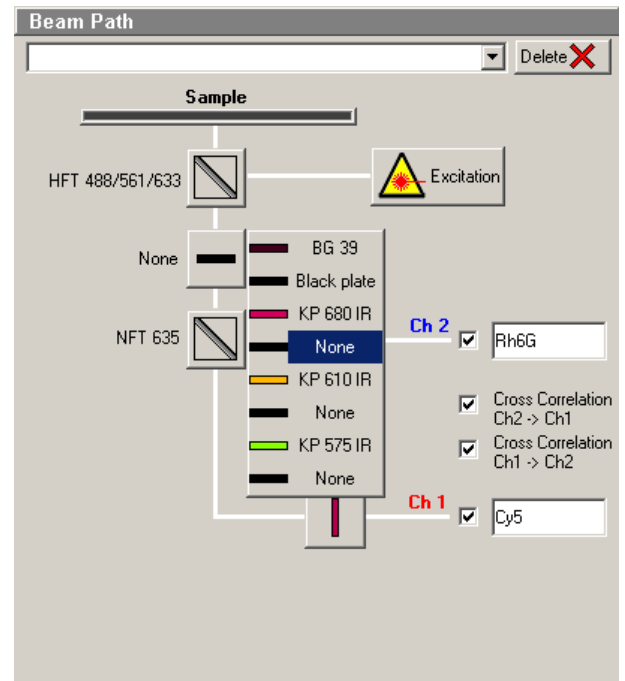 Beam Path
Delete
Sample
HFT 488/561/633
Excitation
None
BG 39
Black plate
KP 680 IR
None
KP 610 IR
None
KP 575 IR
None
NFT 635
Ch 2
Rh6G
Cross Correlation
Ch2 -> Ch1
Cross Correlation
Ch1 -> Ch2
Ch 1
Cy5